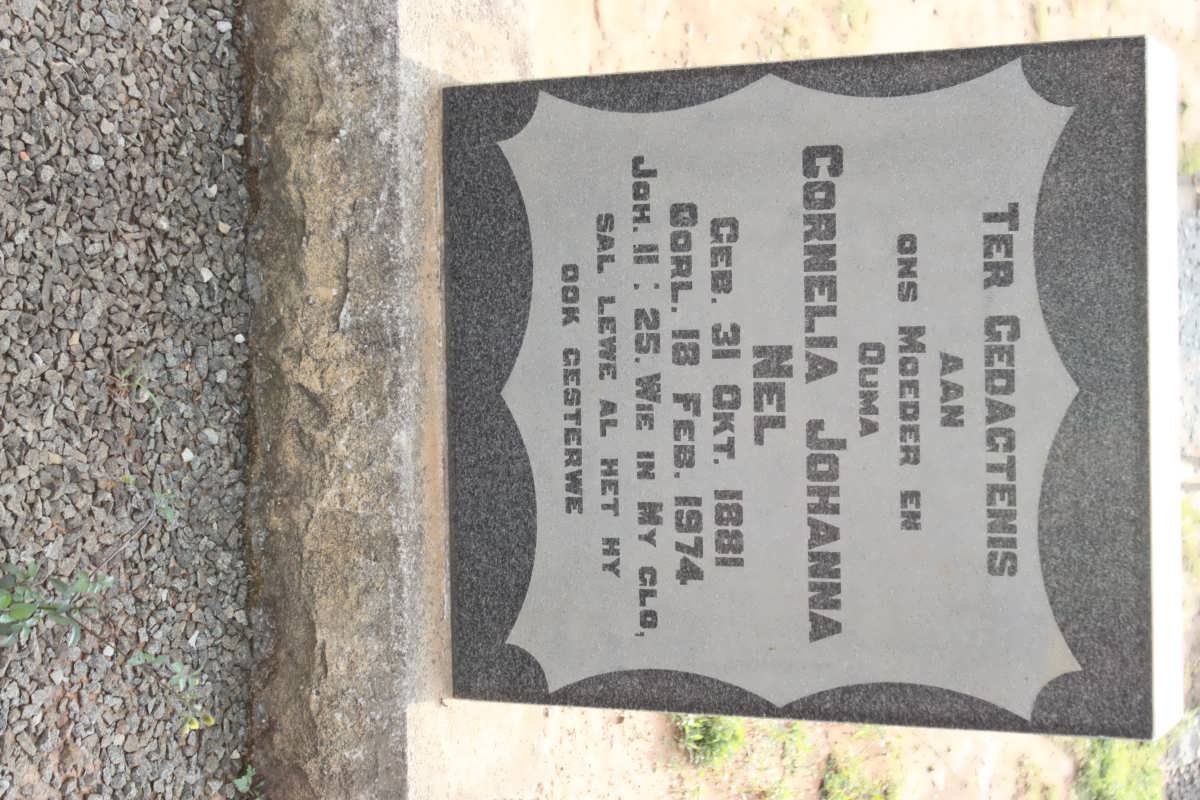 TER GEDACTENIS
AAN
ONS MOEDER EN
OUMA
CORNELIA JOHANNA
NEL
GEB. 31 OKT. 1881
OORL. 18 FEB. 1974
JOH. 11 : 25. WIE IN MY GLO,
SAL LEWE AL HET HY
OOK GESTERWE